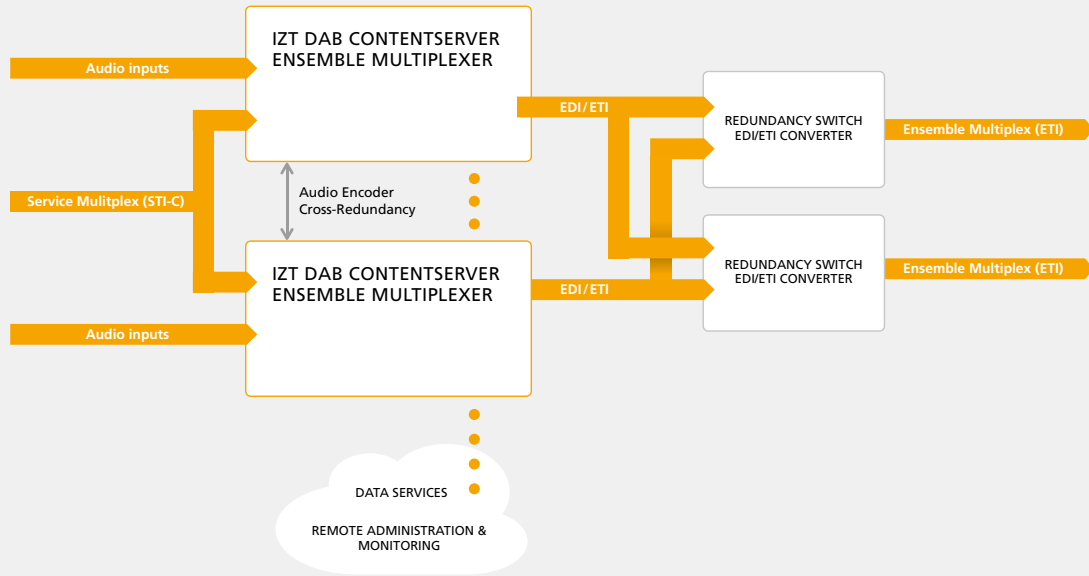 IZT DAB CONTENTSERVER
ENSEMBLE MULTIPLEXER
Audio inputs
EDI/ETI
REDUNDANCY SWITCH
EDI/ETI CONVERTER
Ensemble Multiplex (ETI)
Service Mulitplex (STI-C)
Audio Encoder
Cross-Redundancy
IZT DAB CONTENTSERVER
ENSEMBLE MULTIPLEXER
EDI/ETI
REDUNDANCY SWITCH
EDI/ETI CONVERTER
Ensemble Multiplex (ETI)
Audio inputs
DATA SERVICES
REMOTE ADMINISTRATION &
MONITORING